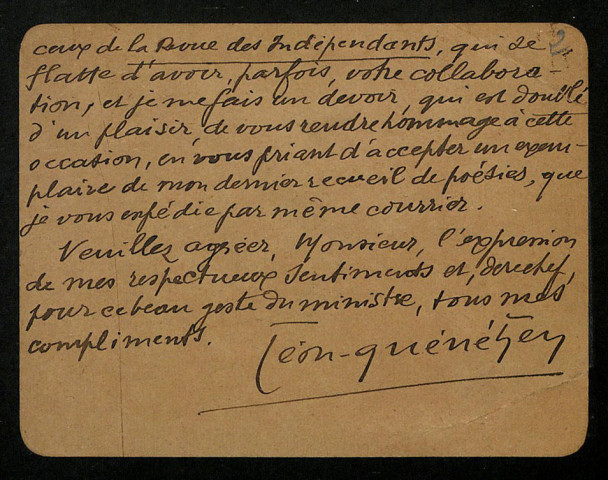 ceux de la Revue des Indépendants, qui se
flatte d'avoir, parfois, votre collabora-
tion, et je me fais un devoir, qui est doublé
d'un plaisir de vous rendre hommage à cette
occasion, en vous priant d'accepter un exem-
plaire de mon dernier recueil de poésies, que
je vous expédie par même courrier.
Veuillez agréer, Monsieur, l'expression
de mes respectueux sentiments et, derechef,
pour ce beau geste du ministre, tous mes
compliments.
Léon-quénéhen